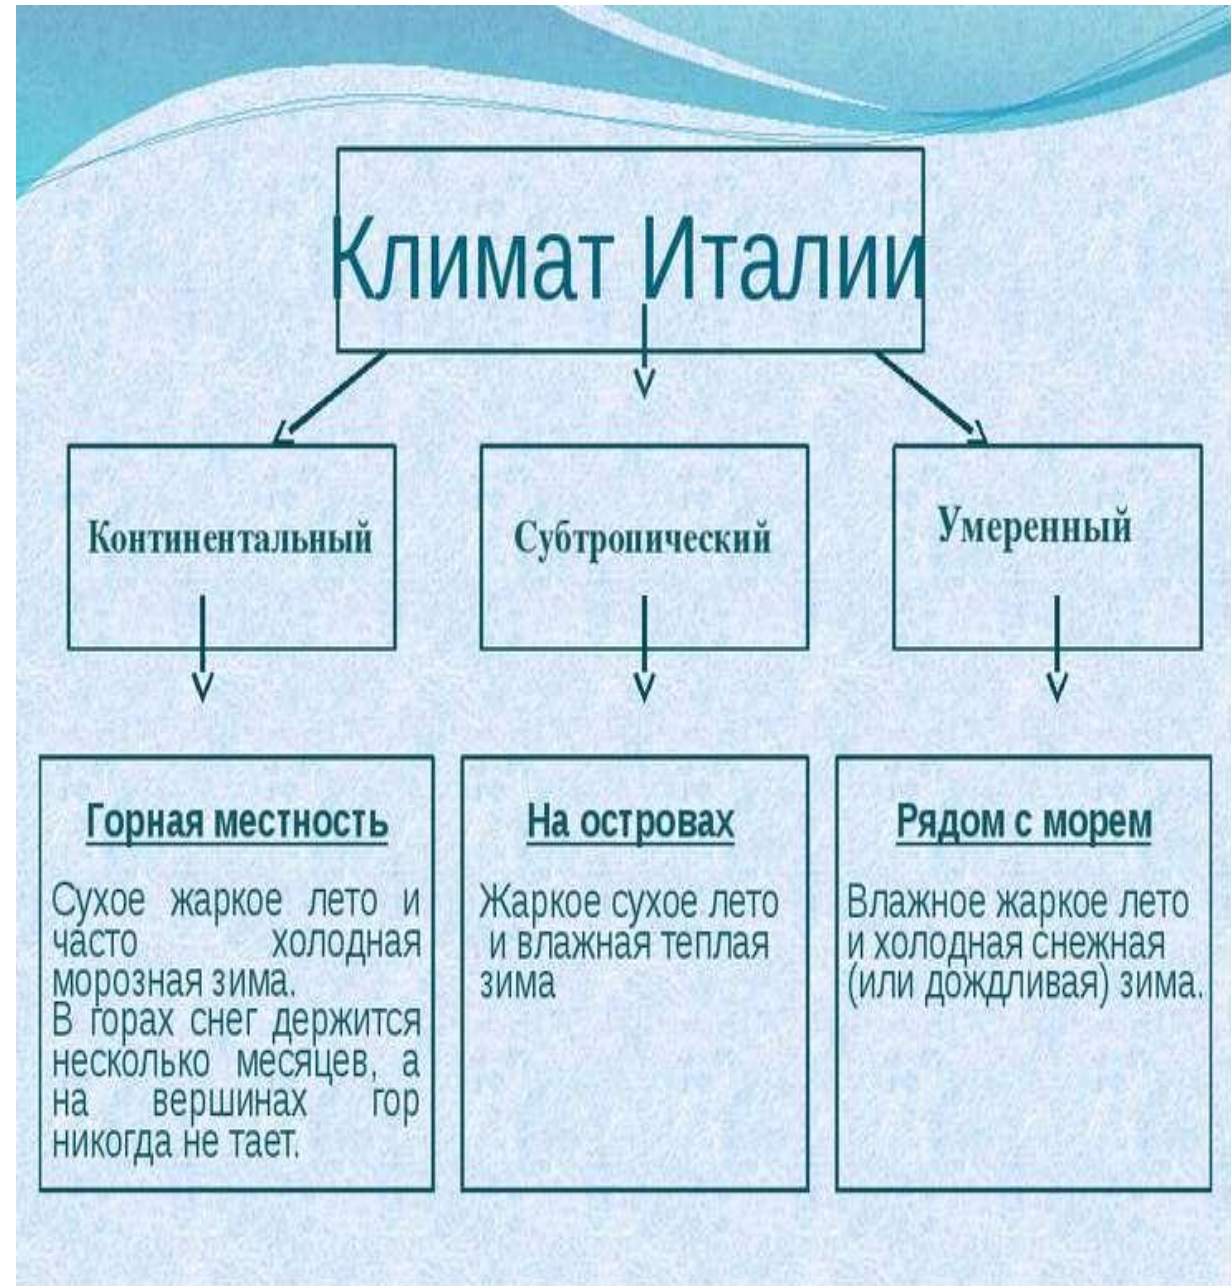 Климат Италии
Континентальный
Субтропический
Умеренный
Горная местность
Сухое жаркое лето и
часто холодная
морозная зима.
В горах снег держится
несколько месяцев, а
на вершинах гор
никогда не тает.
На островах
Жаркое сухое лето
и влажная теплая
зима
Рядом с морем
Влажное жаркое лето
и холодная снежная
(или дождливая) зима.